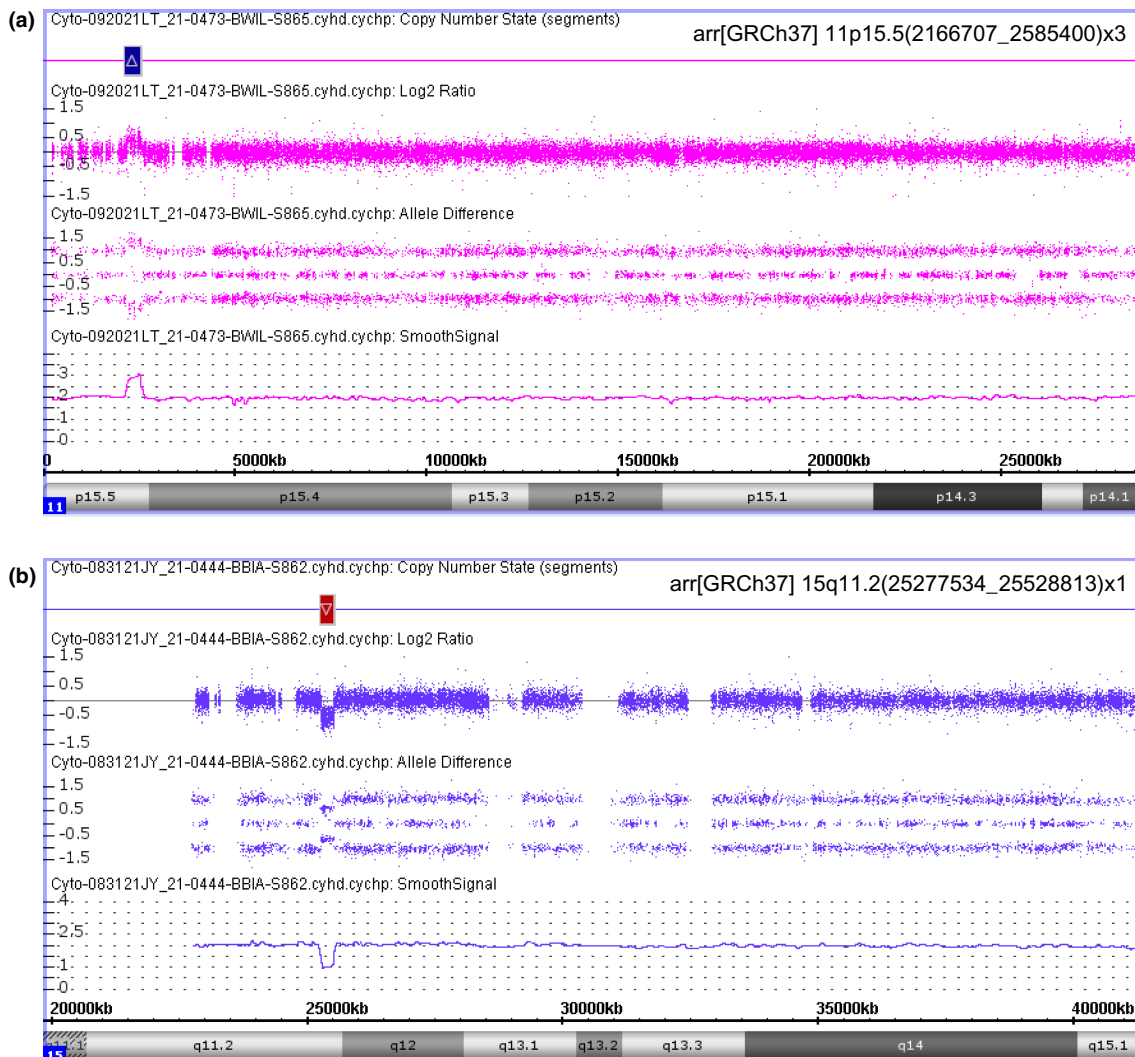 (a)
Cyto-092021LT_21-0473-BWIL-S865.cyhd.cychp: Copy Number State (segments)
arr[GRCh37] 11p15.5(2166707_2585400)x3
Cyto-092021LT_21-0473-BWIL-S865.cyhd.cychp: Log2 Ratio
1.5
0.5
-0.5
-1.5
Cyto-092021LT_21-0473-BWIL-S865.cyhd.cychp: Allele Difference
1.5
0.5
-0.5
-1.5
Cyto-092021LT_21-0473-BWIL-S865.cyhd.cychp: SmoothSignal
3
2
1
0
0 5000kb 10000kb 15000kb 20000kb 25000kb
11 p15.5 p15.4 p15.3 p15.2 p15.1 p14.3 p14.1
(b)
Cyto-083121JY_21-0444-BBIA-S862.cyhd.cychp: Copy Number State (segments)
arr[GRCh37] 15q11.2(25277534_25528813)x1
Cyto-083121JY_21-0444-BBIA-S862.cyhd.cychp: Log2 Ratio
1.5
0.5
-0.5
-1.5
Cyto-083121JY_21-0444-BBIA-S862.cyhd.cychp: Allele Difference
1.5
0.5
-0.5
-1.5
Cyto-083121JY_21-0444-BBIA-S862.cyhd.cychp: SmoothSignal
4
2.5
1
0
20000kb 25000kb 30000kb 35000kb 40000kb
15 q11.2 q12 q13.1 q13.2 q13.3 q14 q15.1